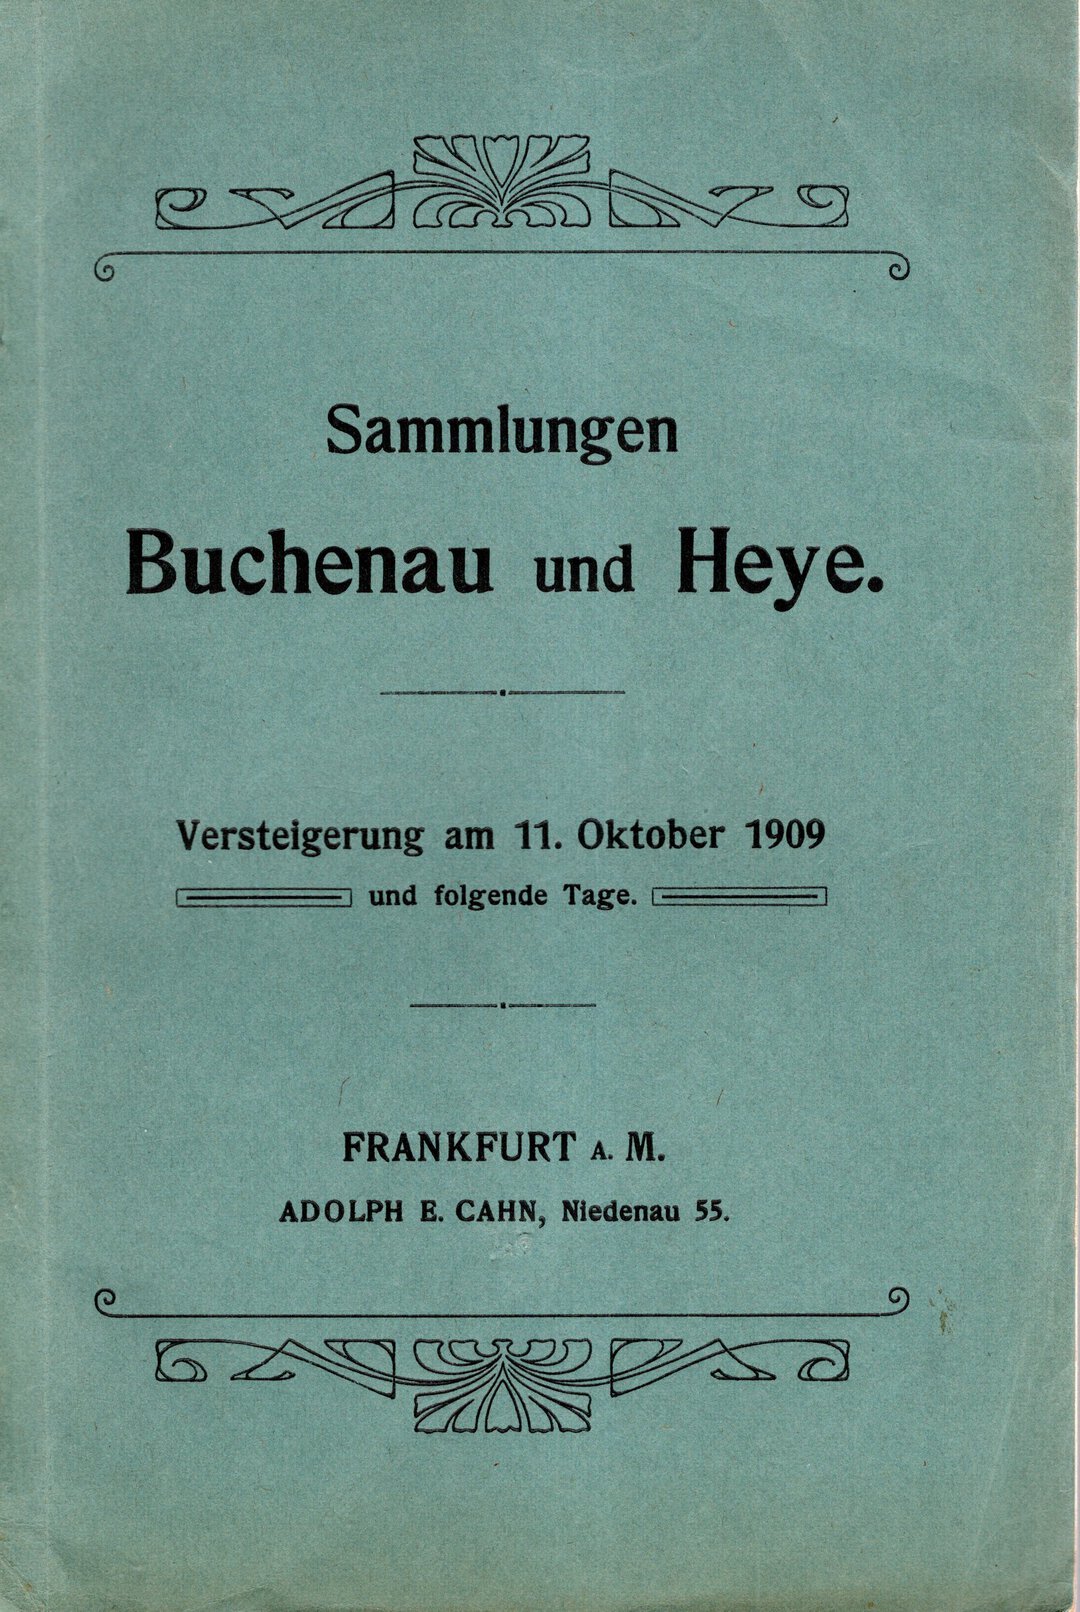 Sammlungen
Buchenau und Heye.
Versteigerung am 11. Oktober 1909
und folgende Tage.
FRANKFURT A. M.
ADOLPH E. CAHN, Niedenau 55.